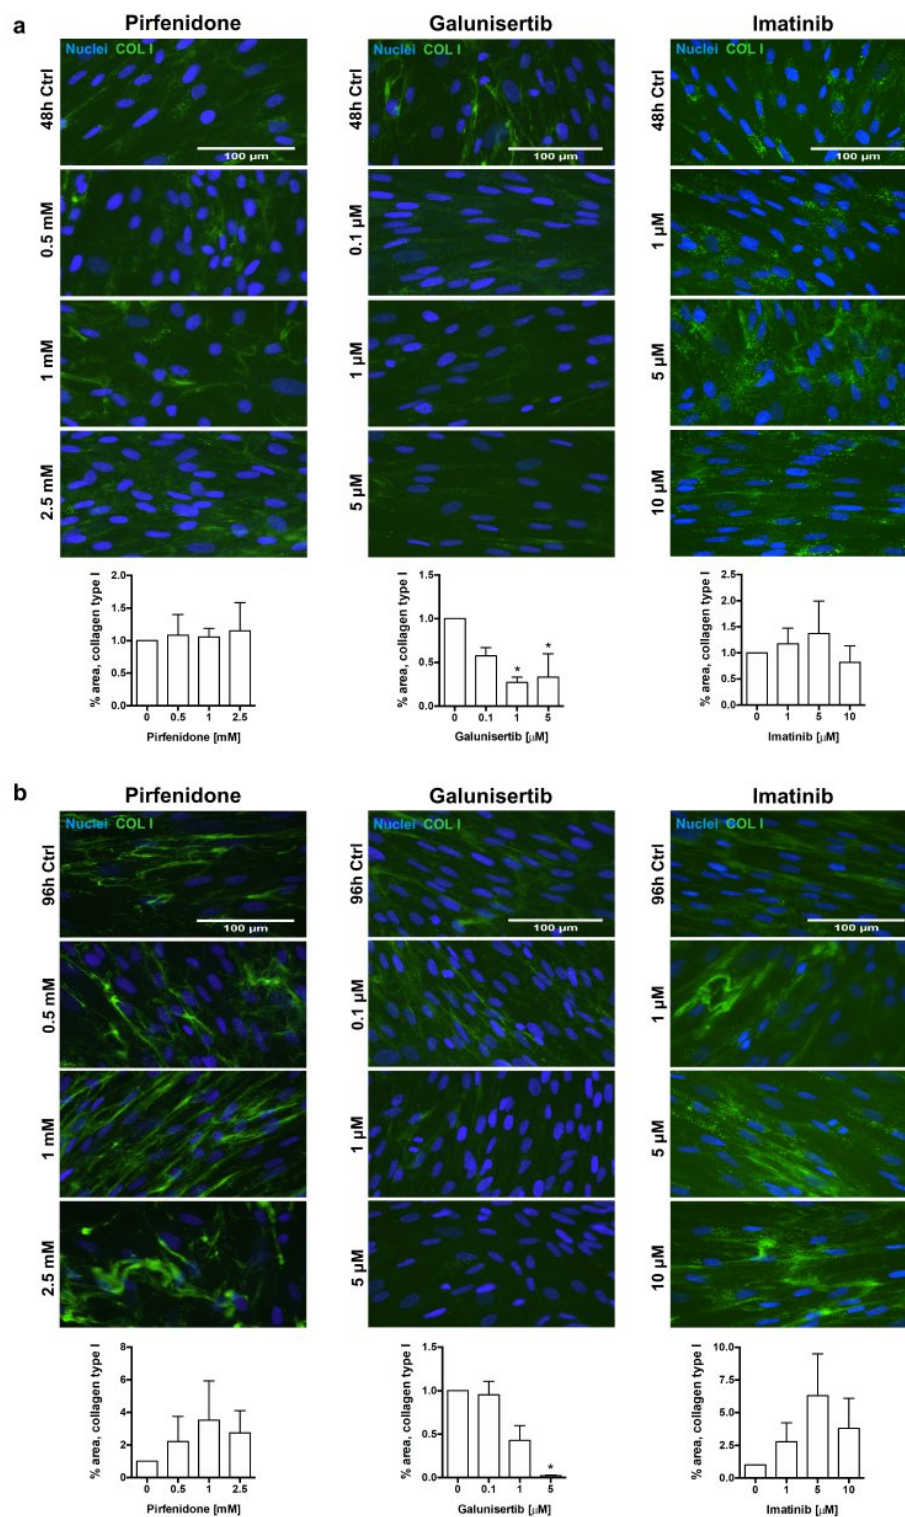 a
Pirfenidone Galunisertib Imatinib
Nuclei COL I Nuclei COL I Nuclei COL I
48h Ctrl 48h Ctrl 48h Ctrl
100 µm 100 µm 100 µm
0.5 mM 0.1 µM 1 µM
1 mM 1 µM 5 µM
2.5 mM 5 µM 10 µM
% area, collagen type I
2.0
1.5
1.0
0.5
0.0
0 0.5 1 2.5
Pirfenidone [mM]
% area, collagen type I
1.5
1.0
0.5
0.0
* *
0 0.1 1 5
Galunisertib [µM]
% area, collagen type I
2.5
2.0
1.5
1.0
0.5
0.0
0 1 5 10
Imatinib [µM]
b
Pirfenidone Galunisertib Imatinib
Nuclei COL I Nuclei COL I Nuclei COL I
96h Ctrl 96h Ctrl 96h Ctrl
100 µm 100 µm 100 µm
0.5 mM 0.1 µM 1 µM
1 mM 1 µM 5 µM
2.5 mM 5 µM 10 µM
% area, collagen type I
8
6
4
2
0
0 0.5 1 2.5
Pirfenidone [mM]
% area, collagen type I
1.5
1.0
0.5
0.0
*
0 0.1 1 5
Galunisertib [µM]
% area, collagen type I
10.0
7.5
5.0
2.5
0.0
0 1 5 10
Imatinib [µM]